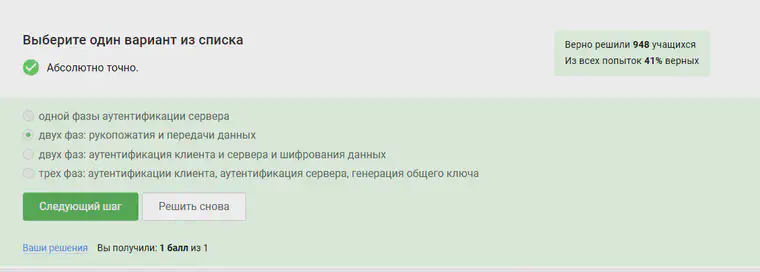 Выберите один вариант из списка
Абсолютно точно.
Верно решили 948 учащихся
Из всех попыток 41% верных
одной фазы аутентификации сервера
двух фаз: рукопожатия и передачи данных
двух фаз: аутентификация клиента и сервера и шифрования данных
трех фаз: аутентификации клиента, аутентификация сервера, генерация общего ключа
Следующий шаг
Решить снова
Ваши решения Вы получили: 1 балл из 1